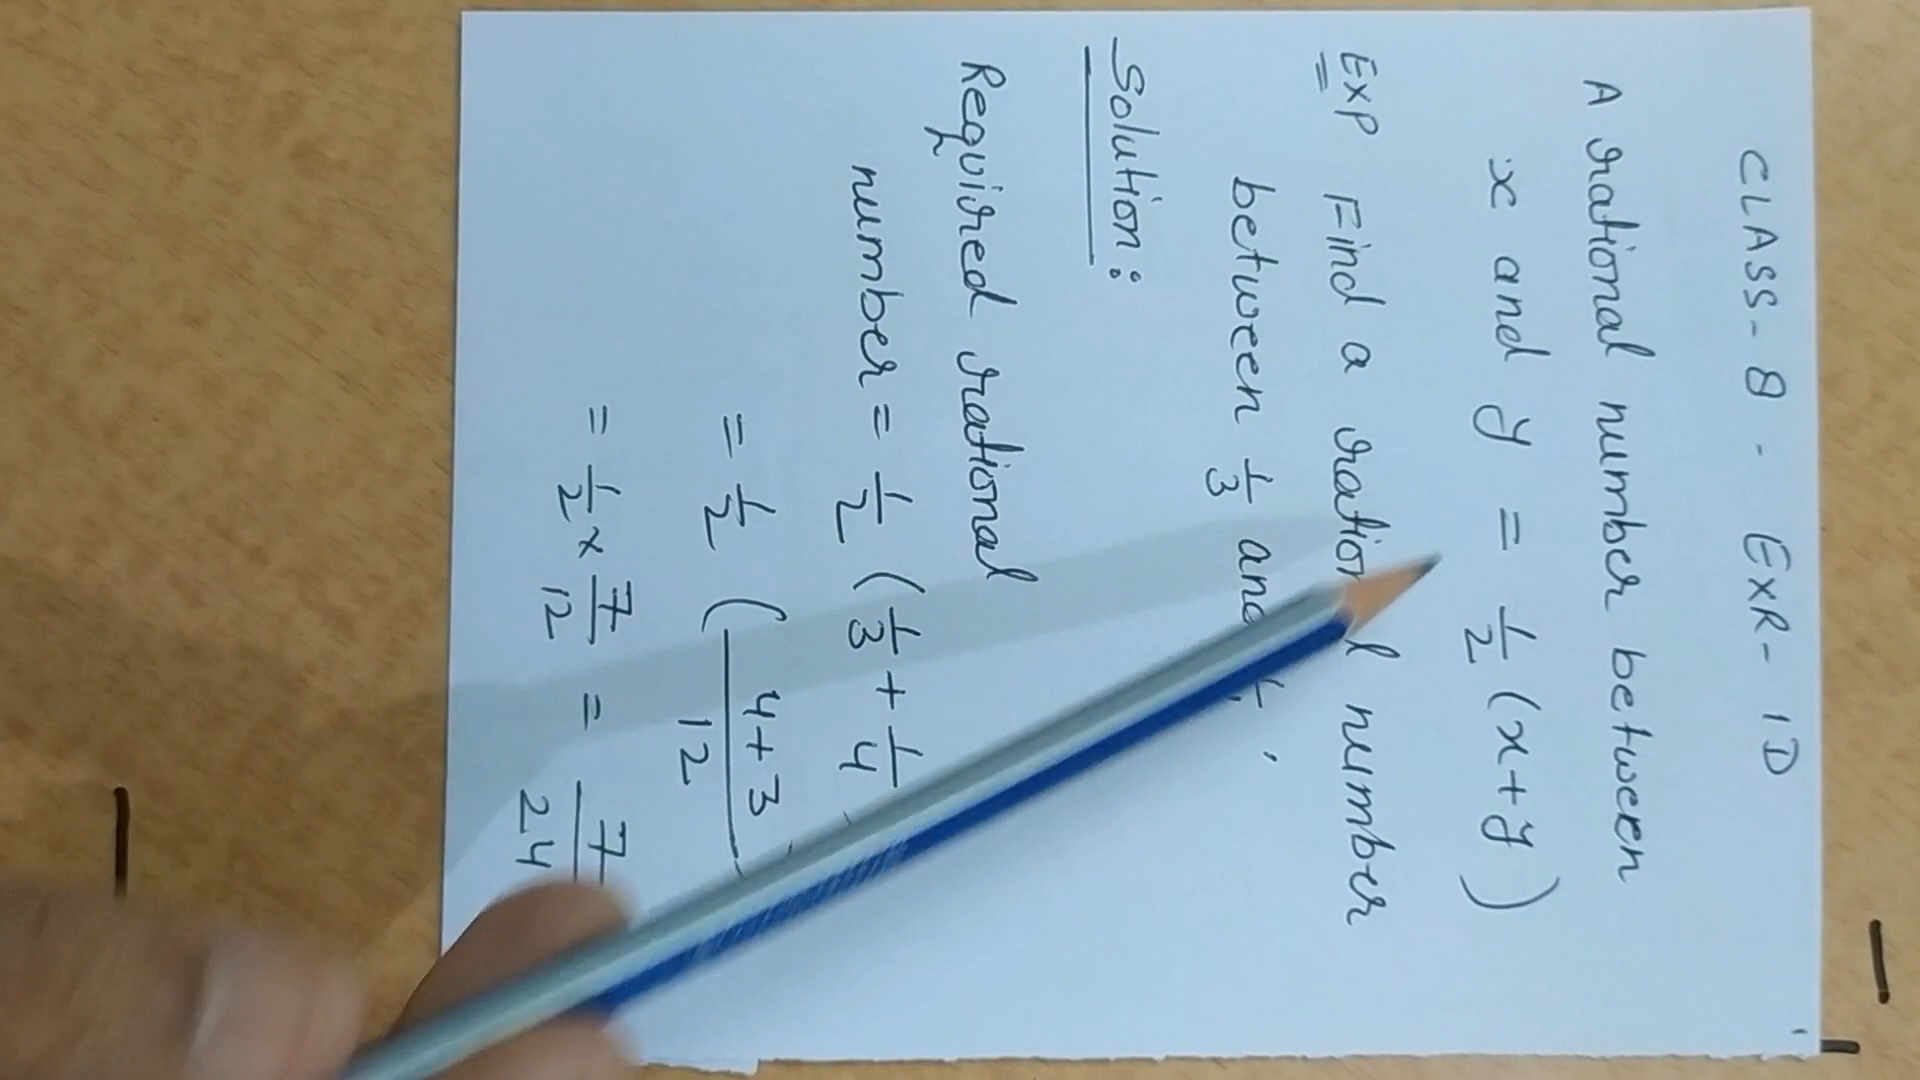 CLASS-8 - EXR-1D
A rational number between
x and y = 1/2 (x+y)
Exp Find a rational number
between 1/3 and
Solution:
Required rational
number = 1/2 (1/3 + 1/4
= 1/2 (4+3/12
= 1/2 × 7/12 = 7/24